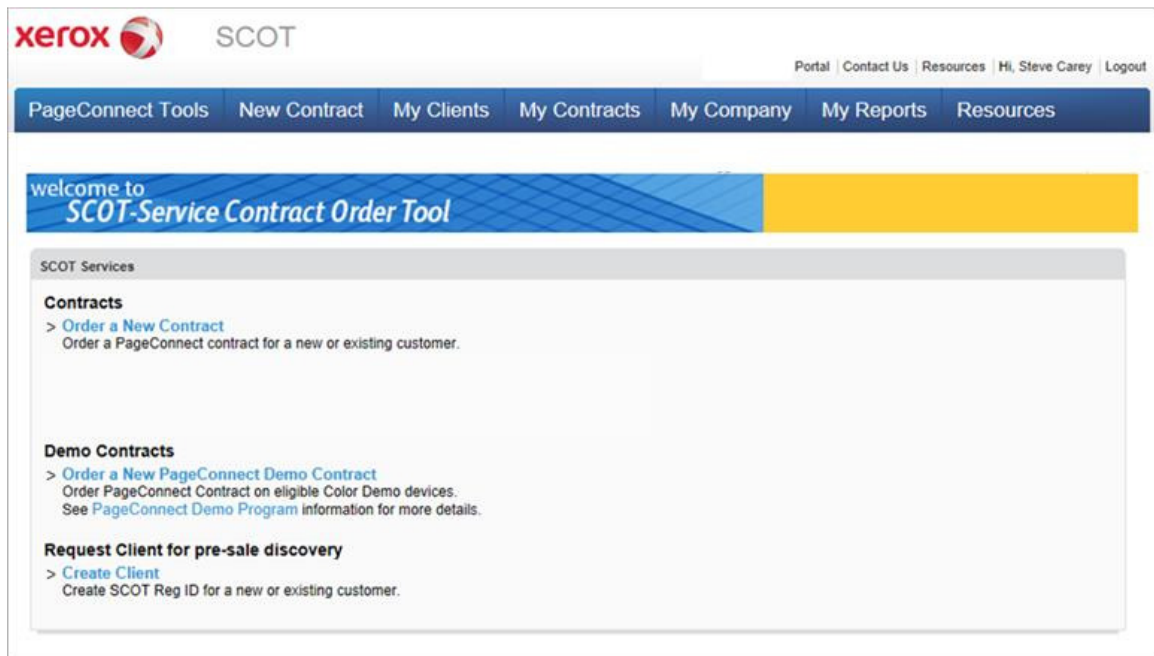 xerox SCOT
Portal Contact Us Resources Hi, Steve Carey Logout
PageConnect Tools New Contract My Clients My Contracts My Company My Reports Resources
welcome to
SCOT-Service Contract Order Tool
SCOT Services
Contracts
> Order a New Contract
Order a PageConnect contract for a new or existing customer.
Demo Contracts
> Order a New PageConnect Demo Contract
Order PageConnect Contract on eligible Color Demo devices.
See PageConnect Demo Program information for more details.
Request Client for pre-sale discovery
> Create Client
Create SCOT Reg ID for a new or existing customer.